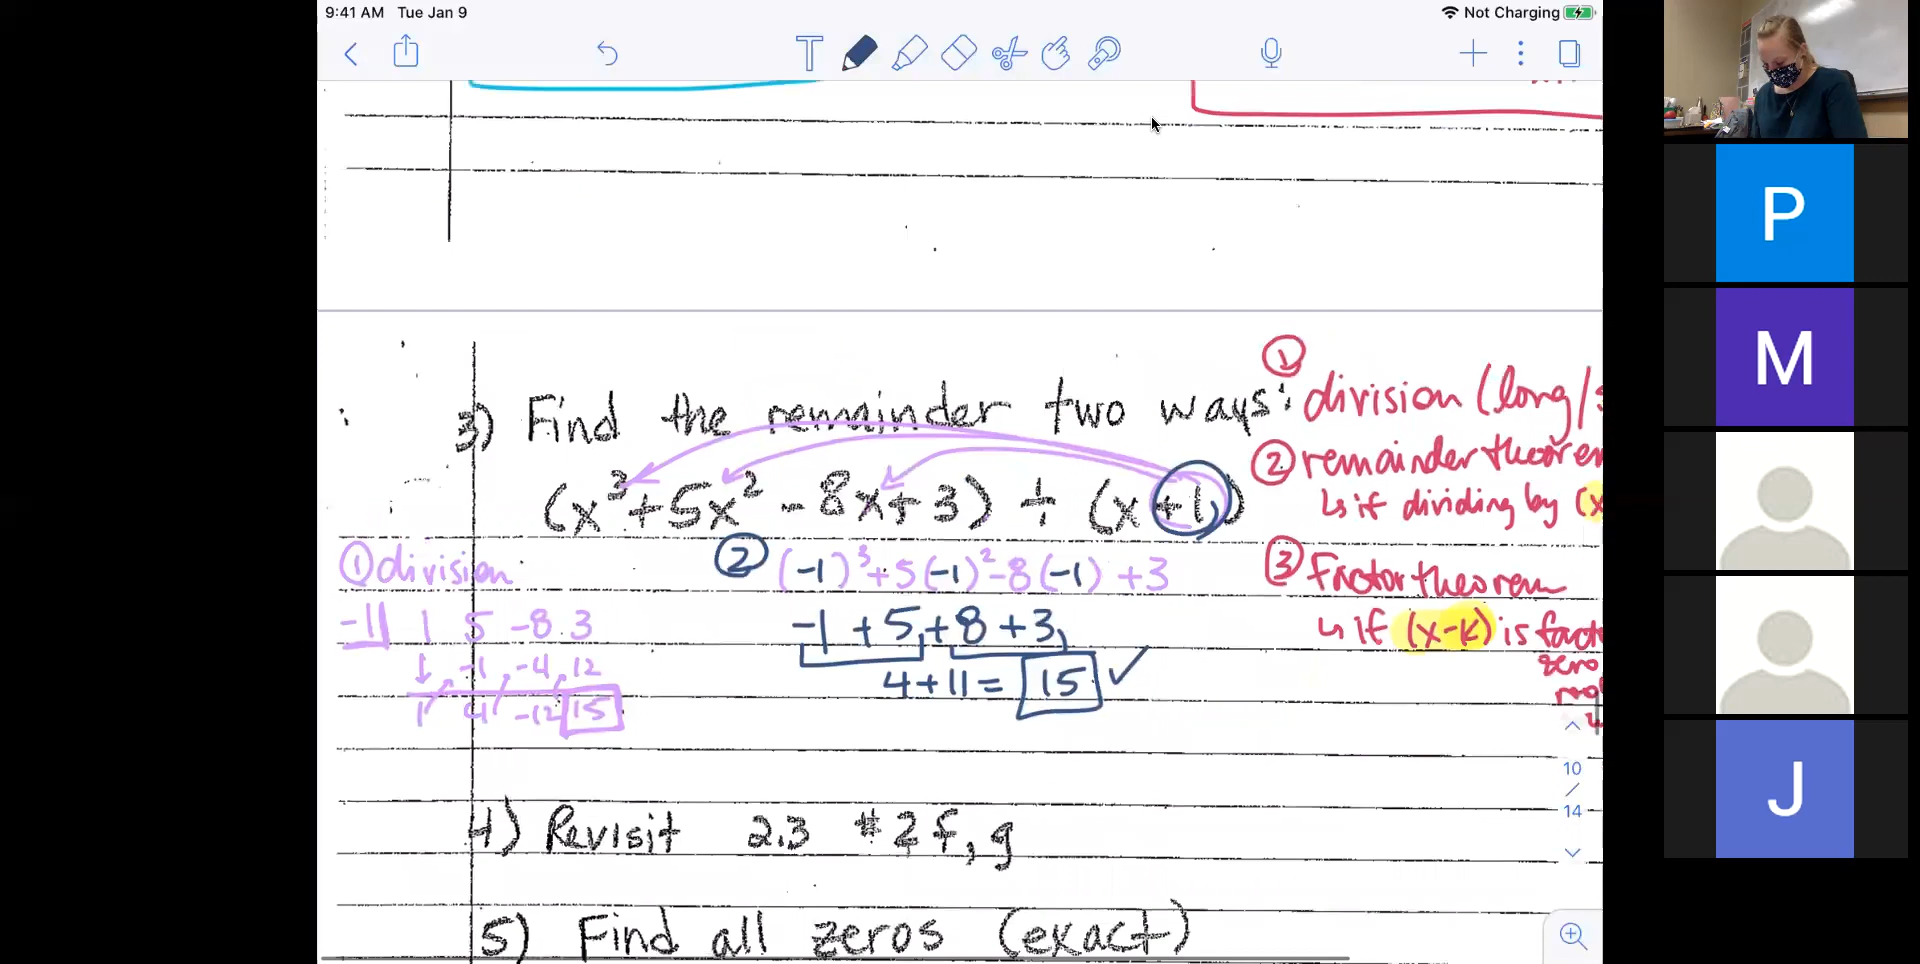 9:41 AM Tue Jan 9
Not Charging
3) Find the remainder two ways:
① division (long/
② remainder theorem
↳ if dividing by (x
(x³+5x² -8x+3) ÷ (x+1)
① division
-1 1 5 -8 3
↓ -1 -4 12
1 4 -12 15
② (-1)³+5(-1)²-8(-1) +3
-1 +5+8+3
4+11= 15 ✓
③ Factor theorem
↳ if (x-k) is fact
zero
4) Revisit 2.3 #2 f, g
5) Find all zeros (exact)
10
/
14
P
M
J